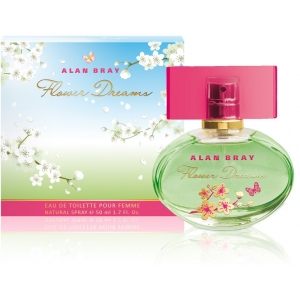 ALAN BRAY
Flower Dreams
EAU DE TOILETTE POUR FEMME
NATURAL SPRAY e 50 ml 1.7 Fl. Oz.
ALAN BRAY
Flower Dreams